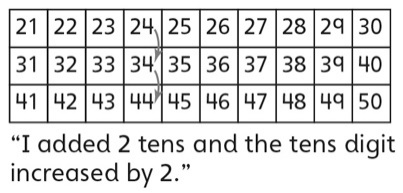 21 22 23 24 25 26 27 28 29 30
31 32 33 34 35 36 37 38 39 40
41 42 43 44 45 46 47 48 49 50
“I added 2 tens and the tens digit
increased by 2.”